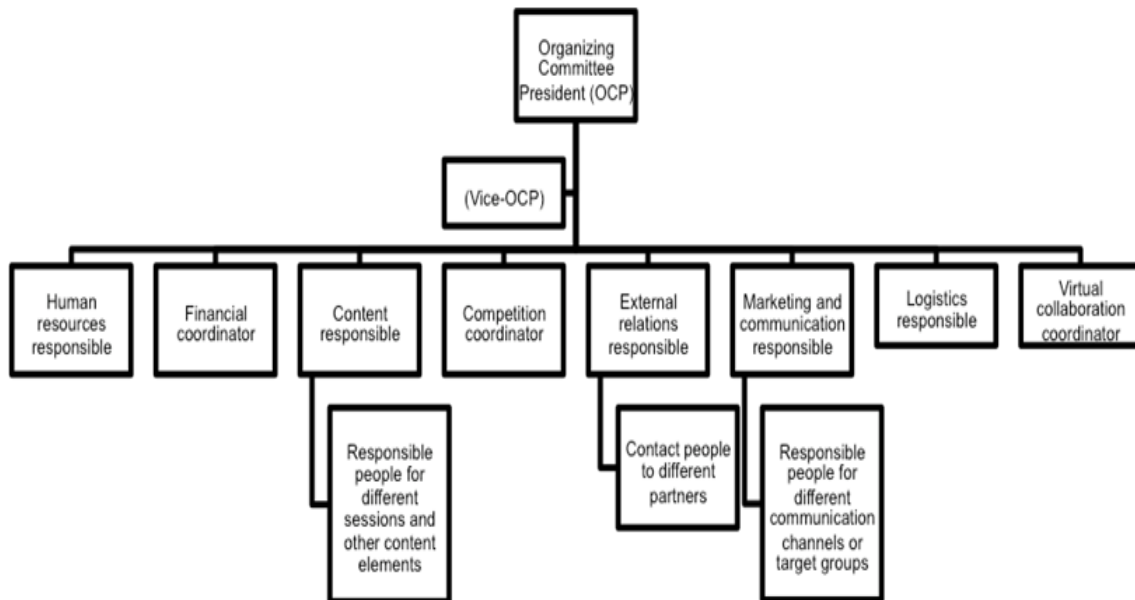 Organizing
Committee
President (OCP)
(Vice-OCP)
Human
resources
responsible
Financial
coordinator
Content
responsible
Competition
coordinator
External
relations
responsible
Marketing and
communication
responsible
Logistics
responsible
Virtual
collaboration
coordinator
Responsible
people for
different
sessions and
other content
elements
Contact people
to different
partners
Responsible
people for
different
communication
channels or
target groups